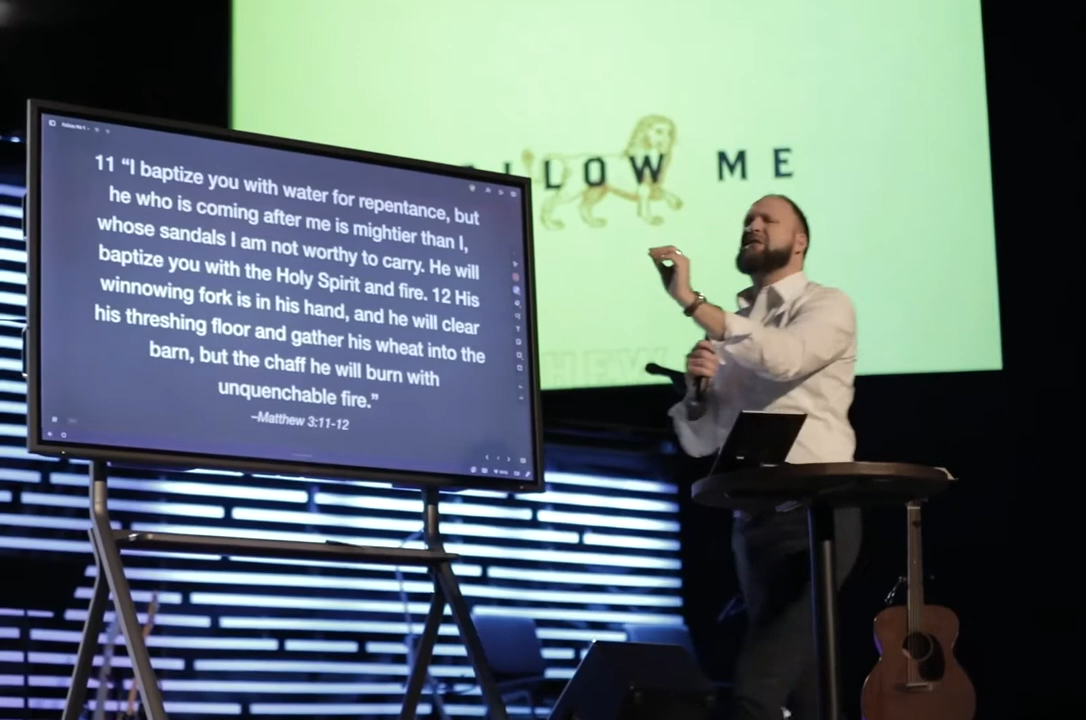 11 “I baptize you with water for repentance, but
he who is coming after me is mightier than I,
whose sandals I am not worthy to carry. He will
baptize you with the Holy Spirit and fire. 12 His
winnowing fork is in his hand, and he will clear
his threshing floor and gather his wheat into the
barn, but the chaff he will burn with
unquenchable fire.”
–Matthew 3:11-12
LLOW ME
HEW